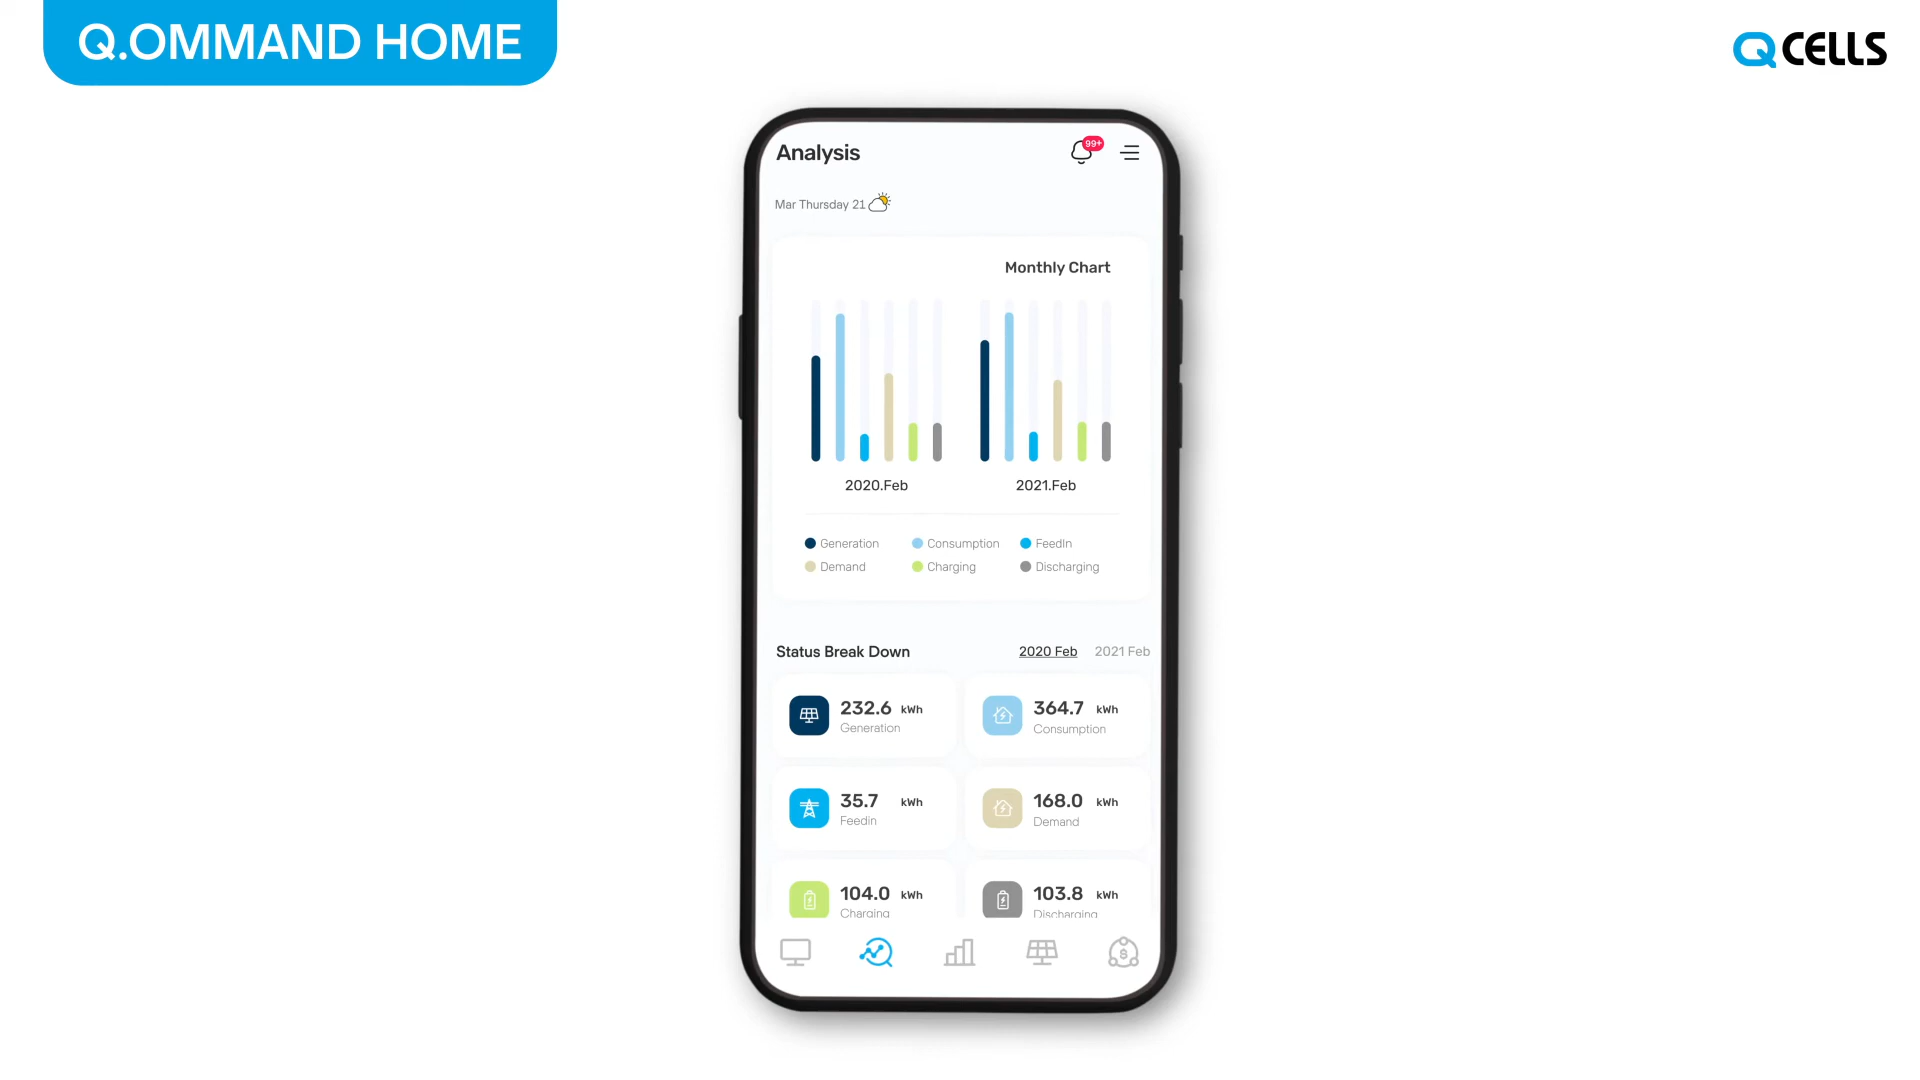 Q.OMMAND HOME
Q CELLS
Analysis
99+
Mar Thursday 21
Monthly Chart
2020.Feb 2021.Feb
Generation Consumption FeedIn
Demand Charging Discharging
Status Break Down 2020 Feb 2021 Feb
232.6 kWh 364.7 kWh
Generation Consumption
35.7 kWh 168.0 kWh
Feedin Demand
104.0 kWh 103.8 kWh
Charging Discharging